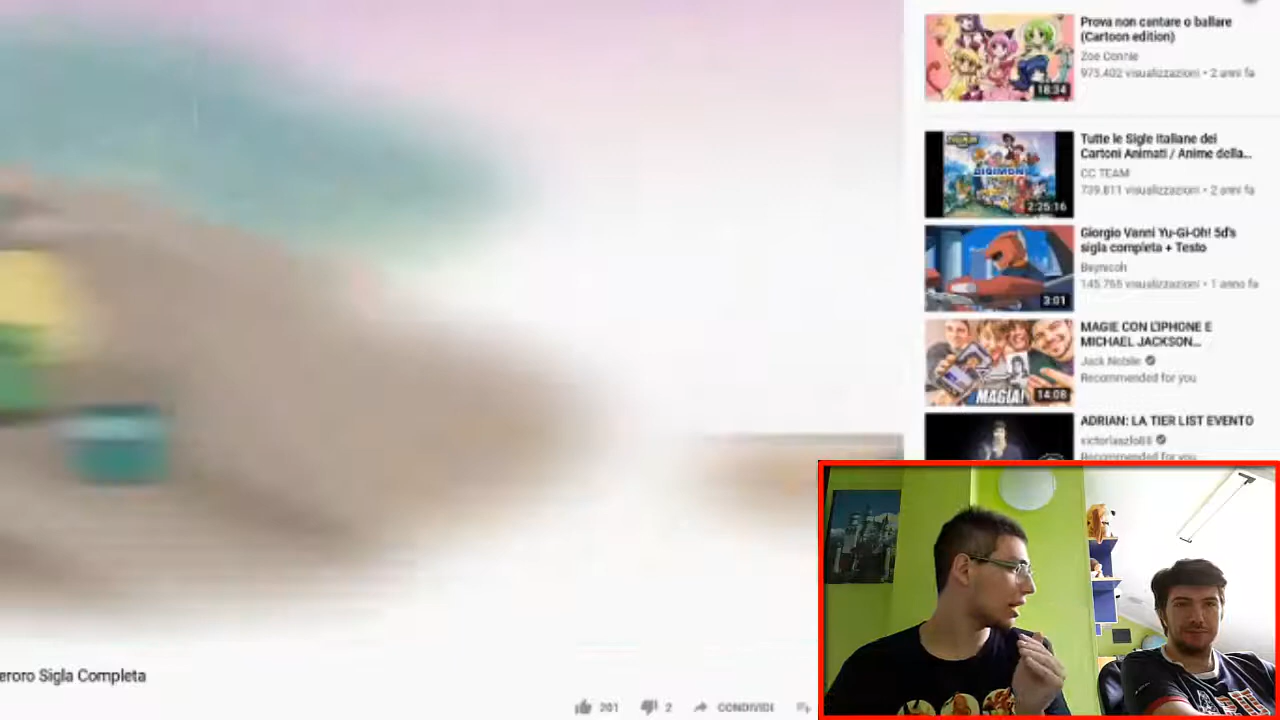 Prova non cantare o ballare
(Cartoon edition)
Zoe Connie
975.402 visualizzazioni • 2 anni fa
18:34
Tutte le Sigle Italiane dei
Cartoni Animati / Anime della...
CC TEAM
739.811 visualizzazioni • 2 anni fa
DIGIMON
2:25:16
Giorgio Vanni Yu-Gi-Oh! 5d's
sigla completa + Testo
Beyricoh
145.765 visualizzazioni • 1 anno fa
3:01
MAGIE CON L'IPHONE E
MICHAEL JACKSON...
Jack Nobile
Recommended for you
MAGIA!
14:08
ADRIAN: LA TIER LIST EVENTO
victorlaszlo88
Recommended for you
eroro Sigla Completa
201
2
CONDIVIDI